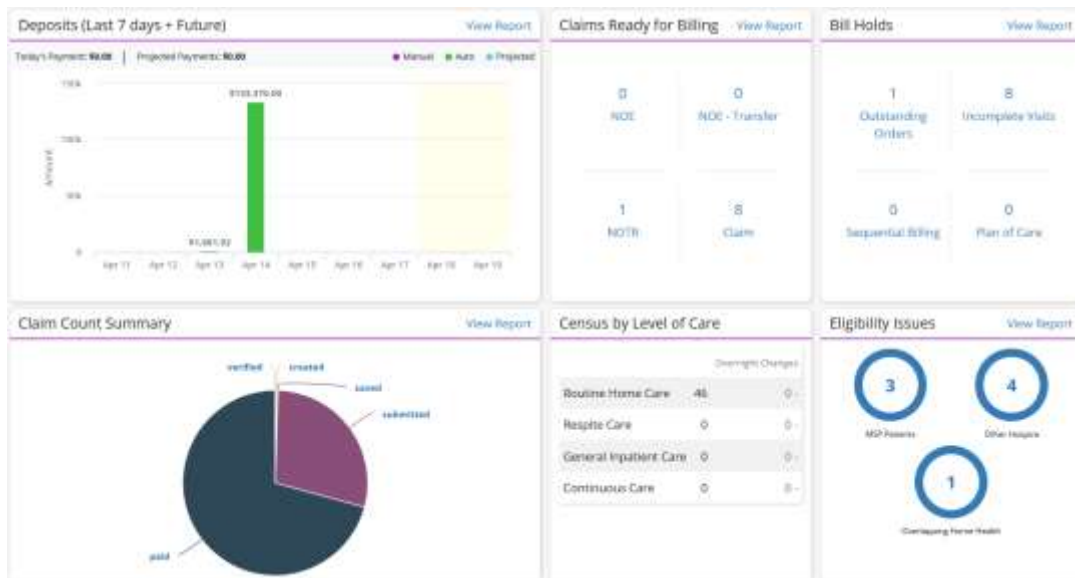 Deposits (Last 7 days + Future) View Report
Today's Payment: $0.00 | Projected Payments: $0.00 Manual Auto Projected
150k
100k
50k
0
Amount
$1,661.92
Apr 11 Apr 12 Apr 13 Apr 14 Apr 15 Apr 16 Apr 17 Apr 18 Apr 19
Claims Ready for Billing View Report
0 0
NOE NOE - Transfer
1 8
NOTR Claim
Bill Holds View Report
1 8
Outstanding Incomplete Visits
Orders
0 0
Sequential Billing Plan of Care
Claim Count Summary View Report
verified created
saved
submitted
paid
Census by Level of Care
Overnight Changes
Routine Home Care 46 0 -
Respite Care 0 0 -
General Inpatient Care 0 0 -
Continuous Care 0 0 -
Eligibility Issues View Report
3 4
MSP Patients Other Hospice
1
Overlapping Home Health